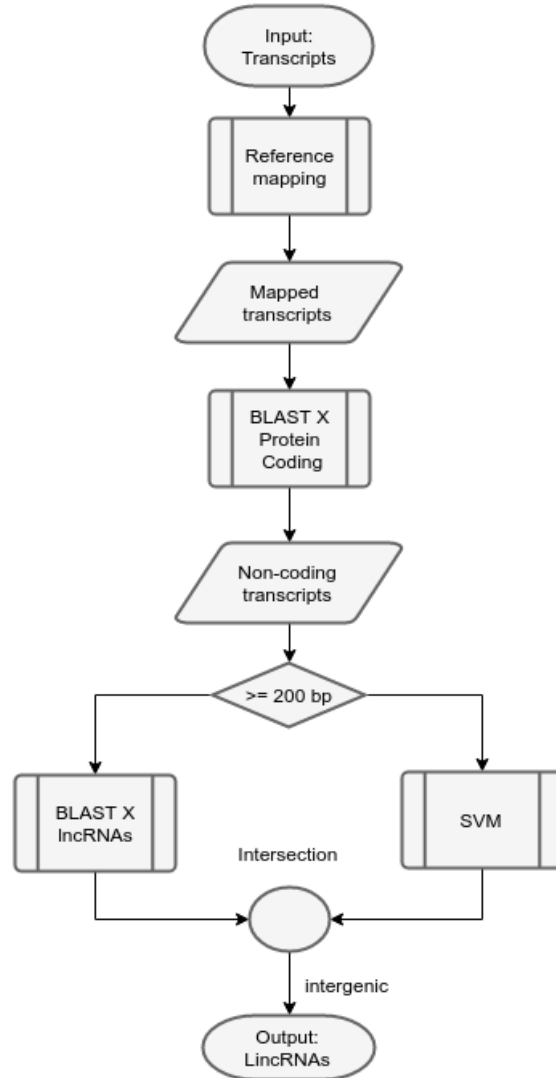 Input:
Transcripts
Reference
mapping
Mapped
transcripts
BLAST X
Protein
Coding
Non-coding
transcripts
>= 200 bp
BLAST X
lncRNAs
SVM
Intersection
intergenic
Output:
LincRNAs